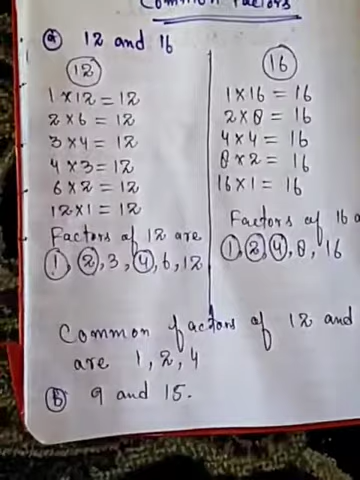 Common Factors
(a) 12 and 16
12
1 × 12 = 12
2 × 6 = 12
3 × 4 = 12
4 × 3 = 12
6 × 2 = 12
12 × 1 = 12
Factors of 12 are
1, 2, 3, 4, 6, 12
16
1 × 16 = 16
2 × 8 = 16
4 × 4 = 16
8 × 2 = 16
16 × 1 = 16
Factors of 16 a
1, 2, 4, 8, 16
Common factors of 12 and
are 1, 2, 4
(b) 9 and 15.